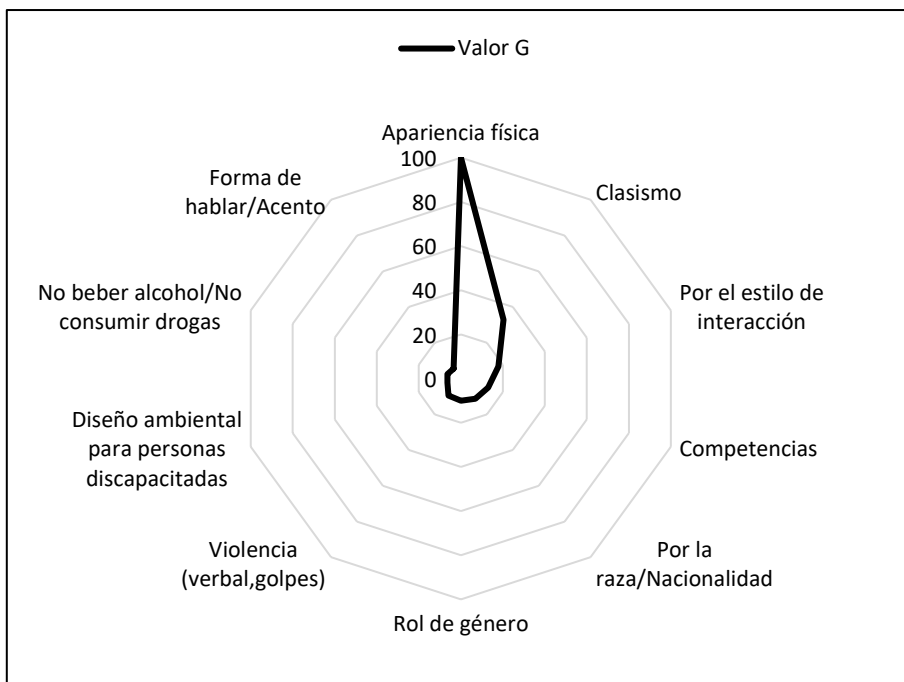 Valor G
Apariencia física
100
80
60
40
20
0
Clasismo
Por el estilo de
interacción
Competencias
Por la
raza/Nacionalidad
Rol de género
Violencia
(verbal,golpes)
Diseño ambiental
para personas
discapacitadas
No beber alcohol/No
consumir drogas
Forma de
hablar/Acento